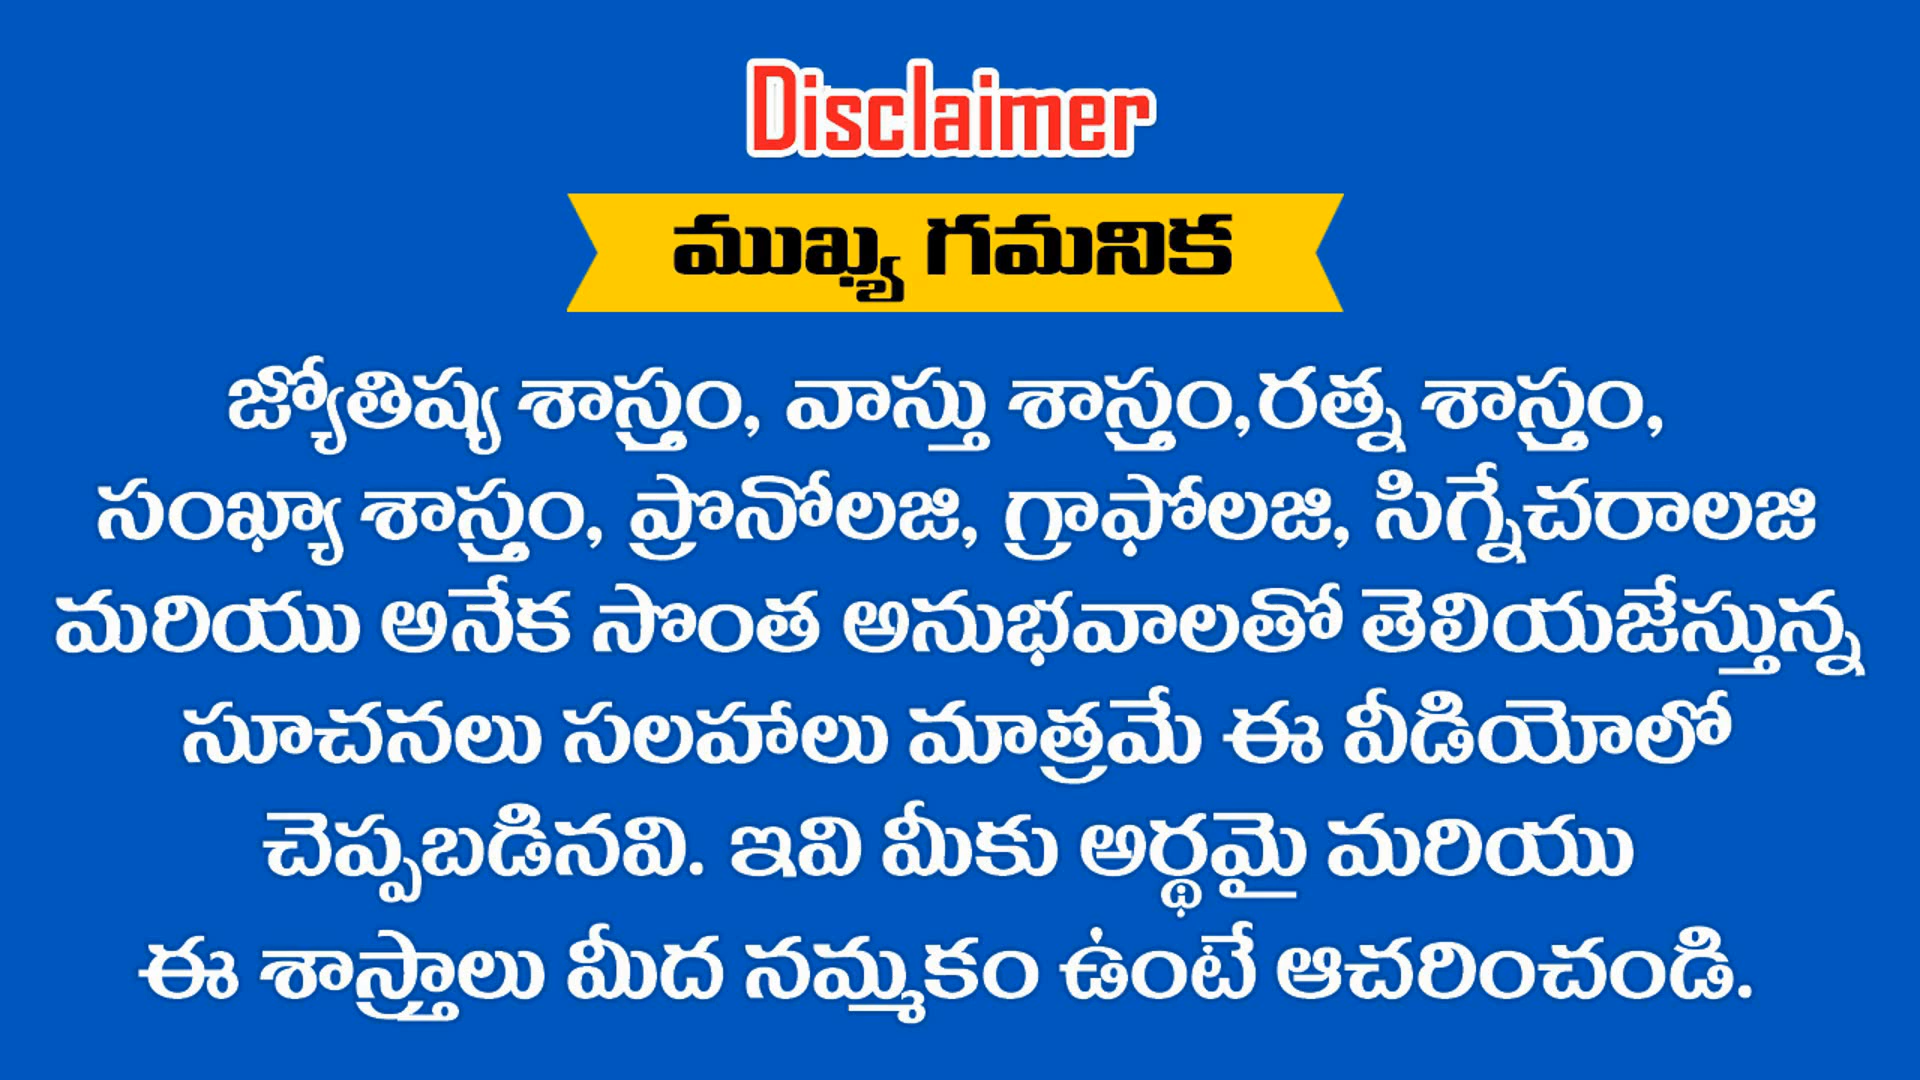 Disclaimer
ముఖ్య గమనిక
జ్యోతిష్య శాస్త్రం, వాస్తు శాస్త్రం,రత్న శాస్త్రం,
సంఖ్యా శాస్త్రం, ప్రొనోలజి, గ్రాఫోలజి, సిగ్నేచరాలజి
మరియు అనేక సొంత అనుభవాలతో తెలియజేస్తున్న
సూచనలు సలహాలు మాత్రమే ఈ వీడియోలో
చెప్పబడినవి. ఇవి మీకు అర్థమై మరియు
ఈ శాస్త్రాలు మీద నమ్మకం ఉంటే ఆచరించండి.